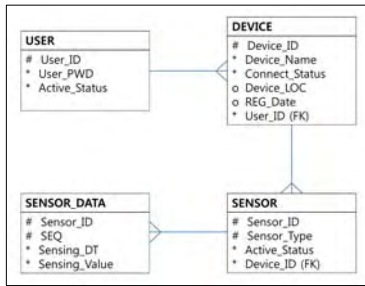 USER
# User_ID
* User_PWD
* Active_Status
DEVICE
# Device_ID
* Device_Name
* Connect_Status
o Device_LOC
o REG_Date
* User_ID (FK)
SENSOR_DATA
# Sensor_ID
# SEQ
* Sensing_DT
* Sensing_Value
SENSOR
# Sensor_ID
# Sensor_Type
* Active_Status
* Device_ID (FK)